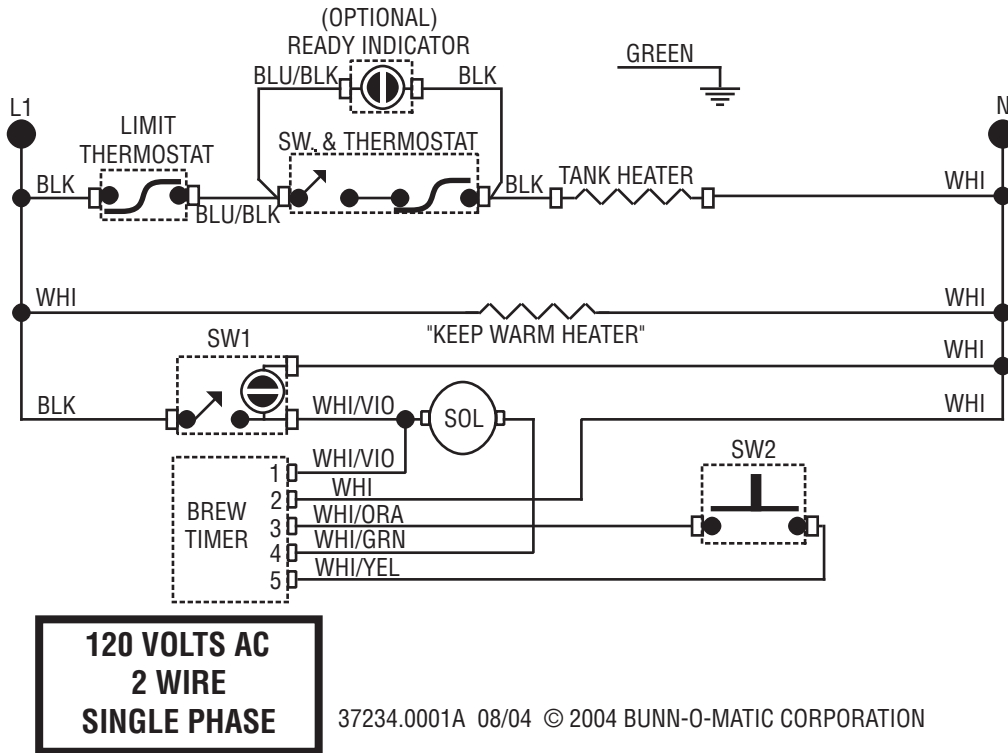 (OPTIONAL)
READY INDICATOR
BLU/BLK
BLK
GREEN
L1
N
LIMIT
THERMOSTAT
SW. & THERMOSTAT
BLK
BLU/BLK
BLK
TANK HEATER
WHI
WHI
WHI
"KEEP WARM HEATER"
SW1
WHI
BLK
WHI/VIO
SOL
WHI
SW2
BREW
TIMER
1 WHI/VIO
2 WHI
3 WHI/ORA
4 WHI/GRN
5 WHI/YEL
120 VOLTS AC
2 WIRE
SINGLE PHASE
37234.0001A 08/04 © 2004 BUNN-O-MATIC CORPORATION